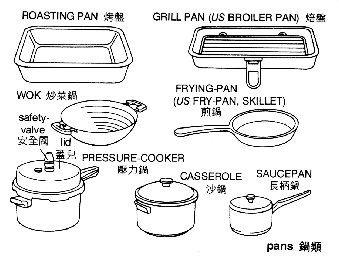 ROASTING PAN 烤盤
GRILL PAN (US BROILER PAN) 焙盤
WOK 炒菜鍋
FRYING-PAN
(US FRY-PAN, SKILLET)
煎鍋
safety-
valve
安全閥
lid
蓋兒
PRESSURE-COOKER
壓力鍋
CASSEROLE
沙鍋
SAUCEPAN
長柄鍋
pans 鍋類